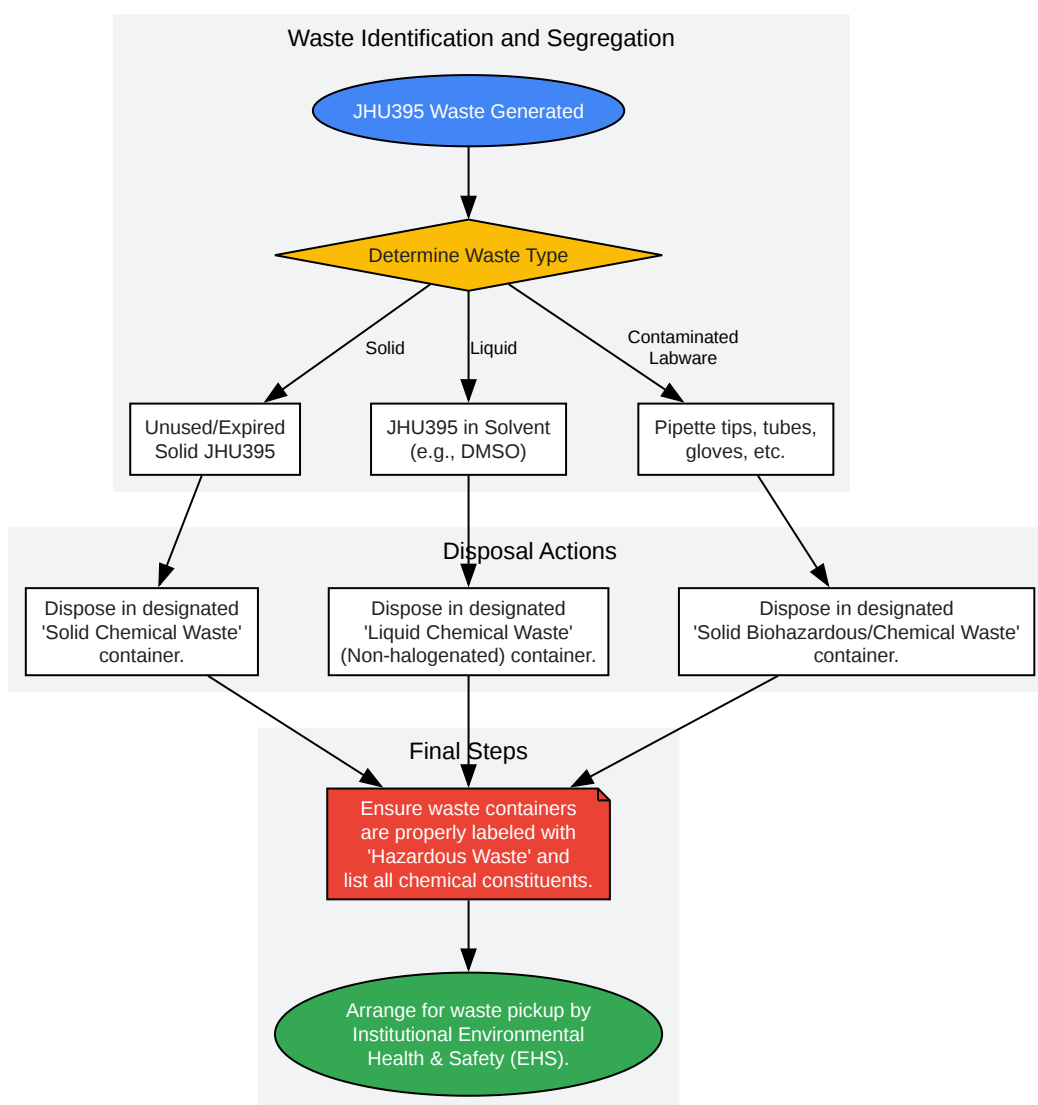 Waste Identification and Segregation
JHU395 Waste Generated
Determine Waste Type
Solid
Liquid
Contaminated
Labware
Unused/Expired
Solid JHU395
JHU395 in Solvent
(e.g., DMSO)
Pipette tips, tubes,
gloves, etc.
Disposal Actions
Dispose in designated
'Solid Chemical Waste'
container.
Dispose in designated
'Liquid Chemical Waste'
(Non-halogenated) container.
Dispose in designated
'Solid Biohazardous/Chemical Waste'
container.
Final Steps
Ensure waste containers
are properly labeled with
'Hazardous Waste' and
list all chemical constituents.
Arrange for waste pickup by
Institutional Environmental
Health & Safety (EHS).